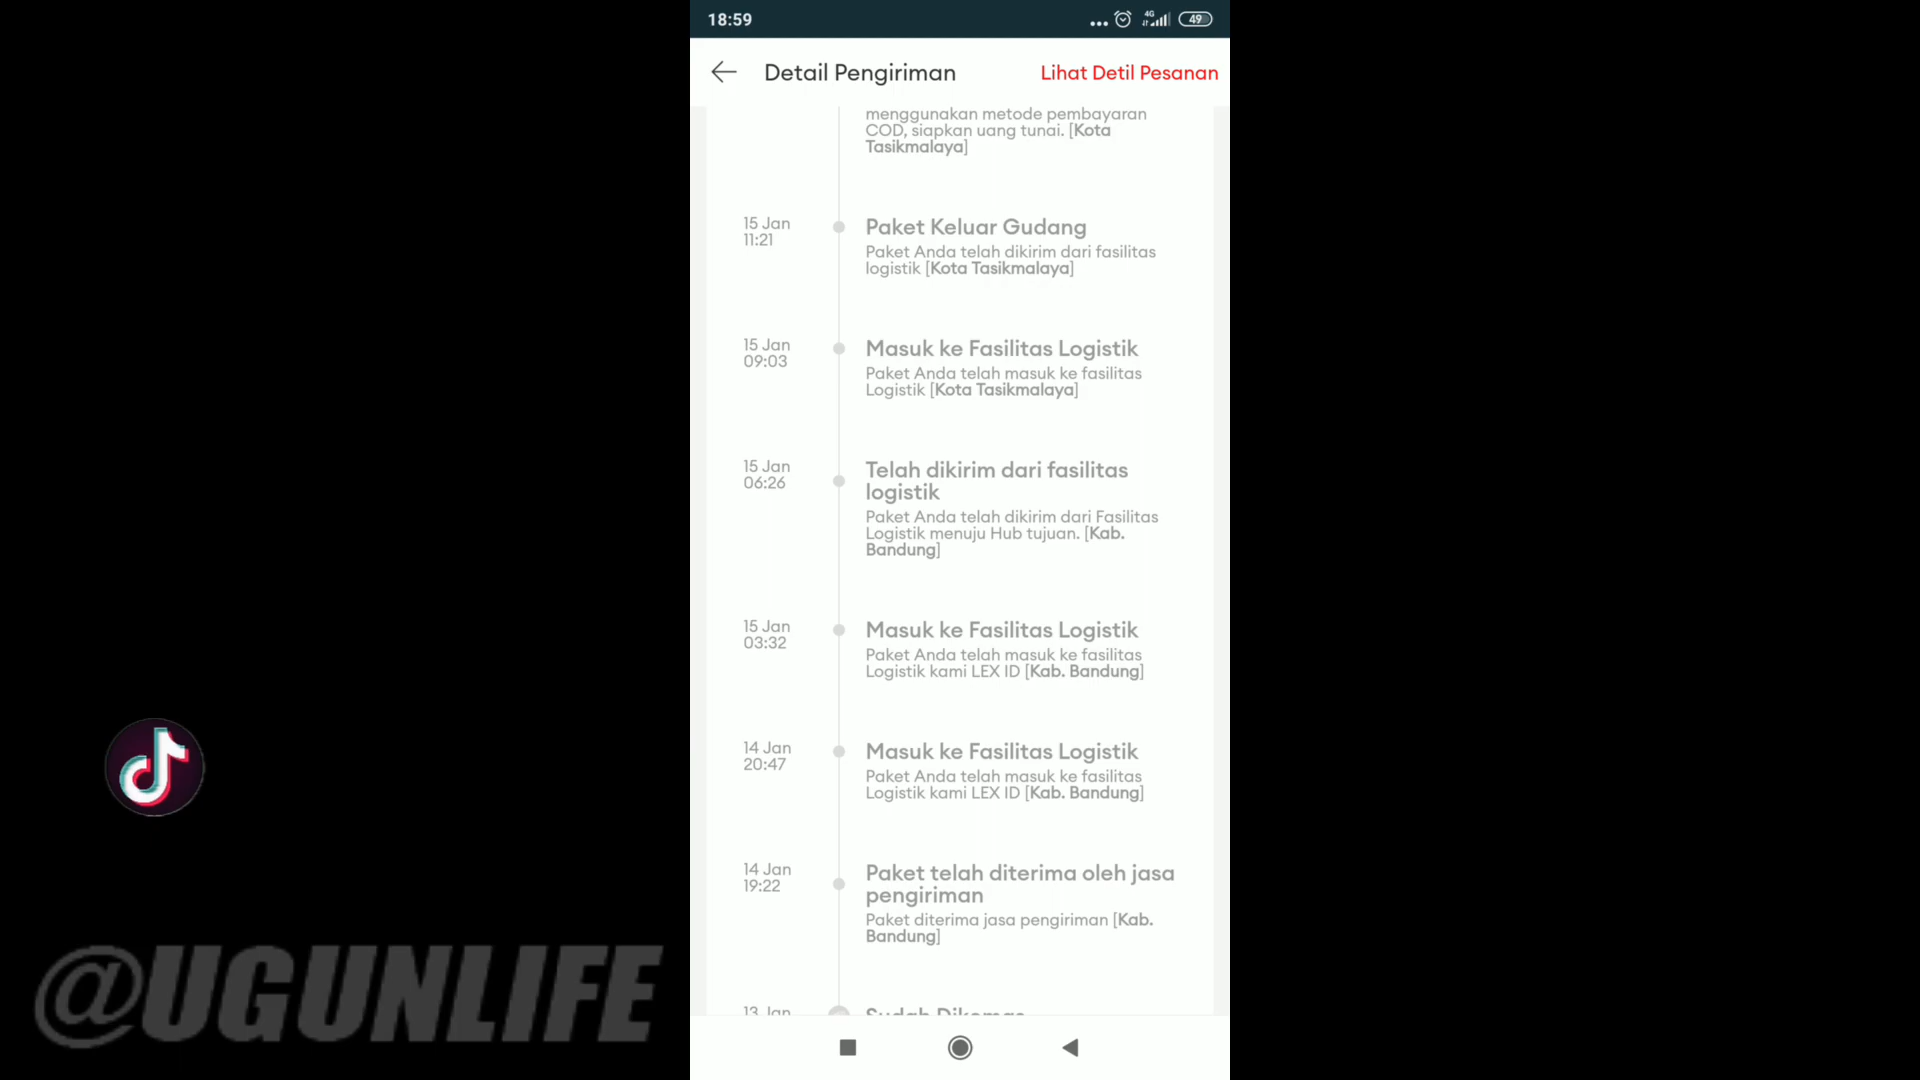 18:59
4G
49
Detail Pengiriman
Lihat Detil Pesanan
menggunakan metode pembayaran
COD, siapkan uang tunai. [Kota
Tasikmalaya]
15 Jan
11:21
Paket Keluar Gudang
Paket Anda telah dikirim dari fasilitas
logistik [Kota Tasikmalaya]
15 Jan
09:03
Masuk ke Fasilitas Logistik
Paket Anda telah masuk ke fasilitas
Logistik [Kota Tasikmalaya]
15 Jan
06:26
Telah dikirim dari fasilitas
logistik
Paket Anda telah dikirim dari Fasilitas
Logistik menuju Hub tujuan. [Kab.
Bandung]
15 Jan
03:32
Masuk ke Fasilitas Logistik
Paket Anda telah masuk ke fasilitas
Logistik kami LEX ID [Kab. Bandung]
14 Jan
20:47
Masuk ke Fasilitas Logistik
Paket Anda telah masuk ke fasilitas
Logistik kami LEX ID [Kab. Bandung]
14 Jan
19:22
Paket telah diterima oleh jasa
pengiriman
Paket diterima jasa pengiriman [Kab.
Bandung]
13 Jan
Sudah Dikemas
@UGUNLIFE